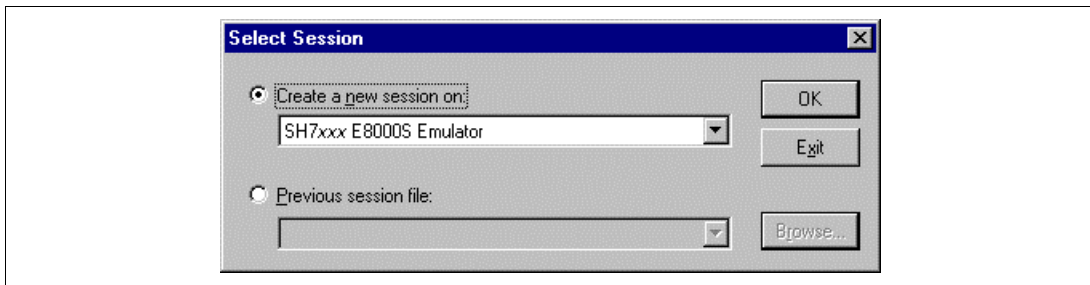 Select Session
Create a new session on:
OK
SH7xxx E8000S Emulator
Exit
Previous session file:
Browse...